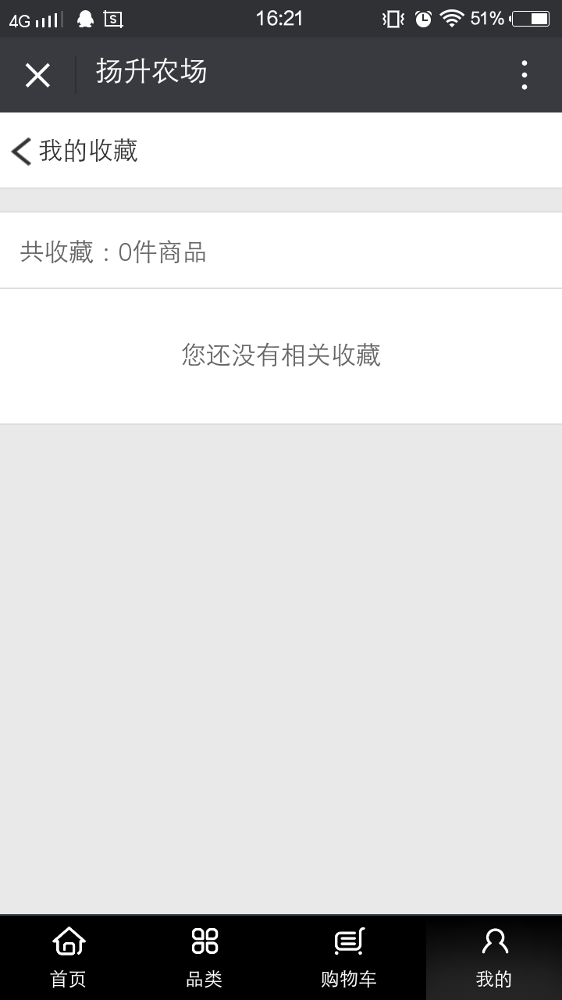 4G 16:21 51%
扬升农场
我的收藏
共收藏：0件商品
您还没有相关收藏
首页 品类 购物车 我的